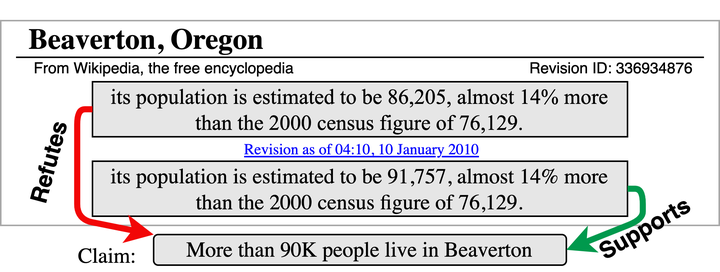 Beaverton, Oregon
From Wikipedia, the free encyclopedia Revision ID: 336934876
its population is estimated to be 86,205, almost 14% more
than the 2000 census figure of 76,129.
Revision as of 04:10, 10 January 2010
its population is estimated to be 91,757, almost 14% more
than the 2000 census figure of 76,129.
Refutes
Supports
Claim: More than 90K people live in Beaverton